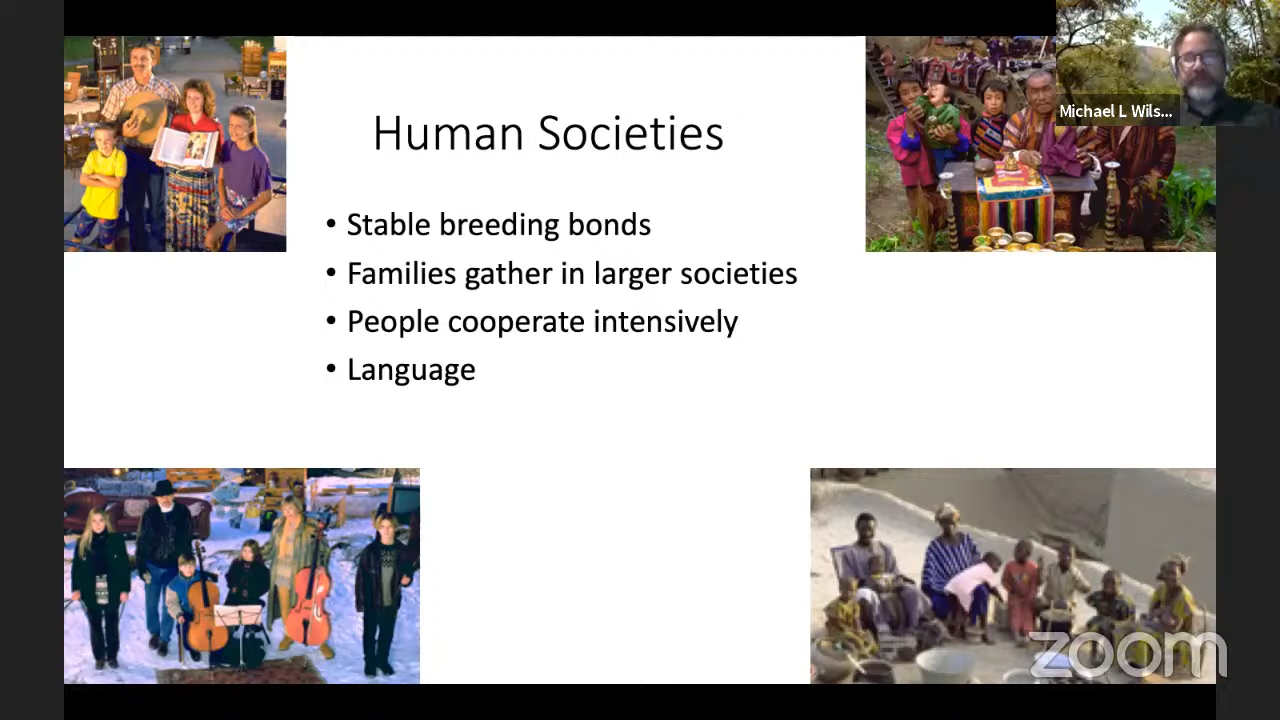 Human Societies
• Stable breeding bonds
• Families gather in larger societies
• People cooperate intensively
• Language
Michael L Wils...
zoom